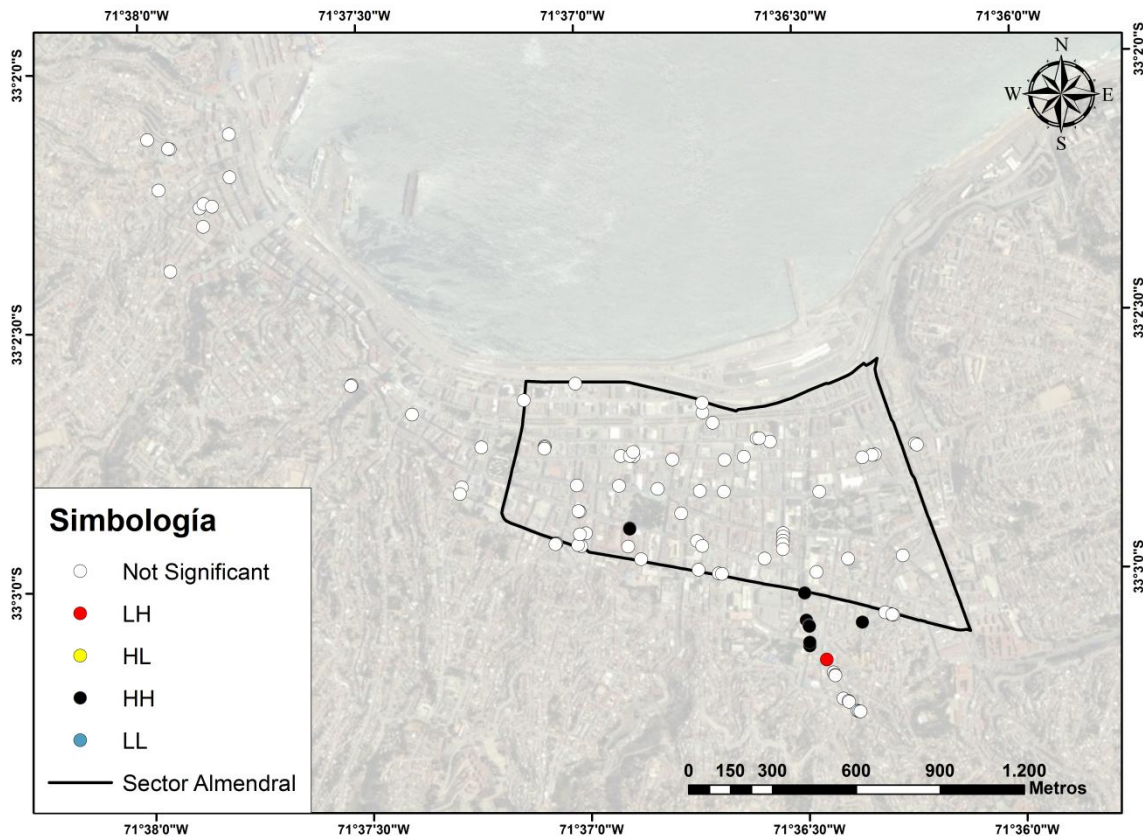 71°38'0"W 71°37'30"W 71°37'0"W 71°36'30"W 71°36'0"W
33°2'0"S 33°2'0"S
N
W E
S
33°2'30"S 33°2'30"S
33°3'0"S 33°3'0"S
Simbología
Not Significant
LH
HL
HH
LL
Sector Almendral
0 150 300 600 900 1.200
Metros
71°38'0"W 71°37'30"W 71°37'0"W 71°36'30"W 71°36'0"W